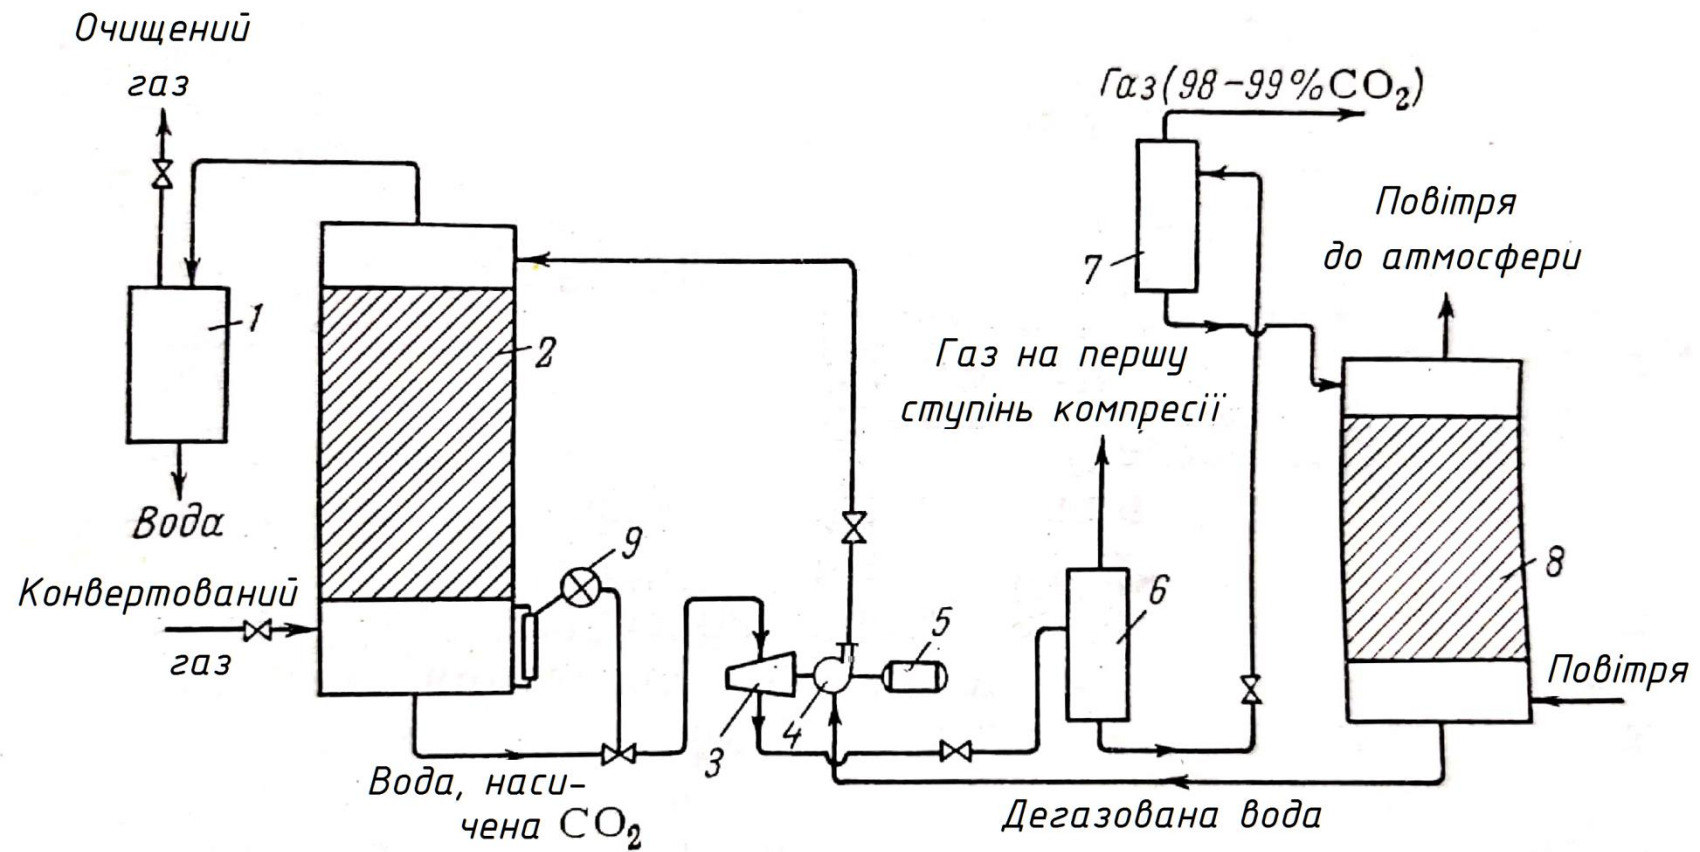 Очищений
газ
Газ (98-99% CO₂)
Повітря
до атмосфери
7
1
2
Газ на першу
ступінь компресії
Вода
9
Конвертований
газ
6
8
5
Повітря
3
4
Вода, наси-
чена CO₂
Дегазована вода